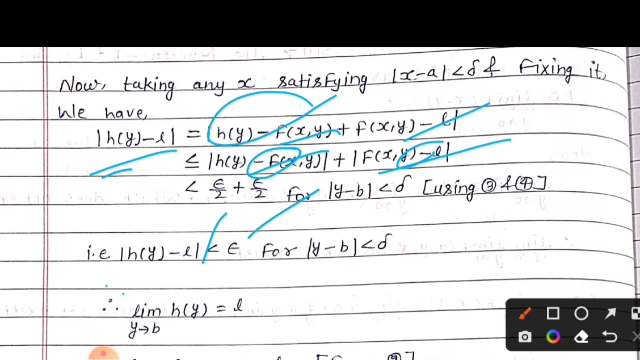 Now, taking any x satisfying |x-a|<δ & Fixing it,
We have,
|h(y)-l| = |h(y) - F(x,y) + F(x,y) - l|
≤ |h(y) - F(x,y)| + |F(x,y) - l|
< ε/2 + ε/2 For |y-b|<δ [using ③ & ④]
i.e |h(y)-l| < ε For |y-b|<δ
∴ lim h(y) = l
y→b